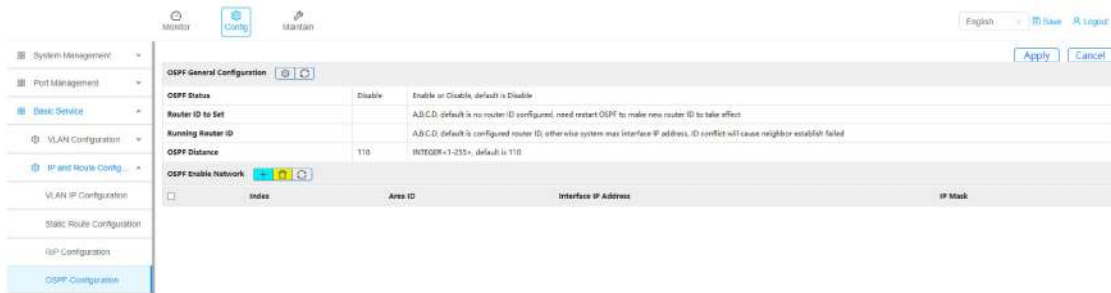 Monitor Config Maintain
English Save Logout
Apply Cancel
System Management
Port Management
Basic Service
VLAN Configuration
IP and Route Config...
VLAN IP Configuration
Static Route Configuration
RIP Configuration
OSPF Configuration
OSPF General Configuration
OSPF Status Disable Enable or Disable, default is Disable
Router ID to Set A.B.C.D, default is no router ID configured, need restart OSPF to make new router ID to take effect
Running Router ID A.B.C.D, default is configured router ID; otherwise system max interface IP address, ID conflict will cause neighbor establish failed
OSPF Distance 110 INTEGER<1-255>, default is 110
OSPF Enable Network
Index Area ID Interface IP Address IP Mask